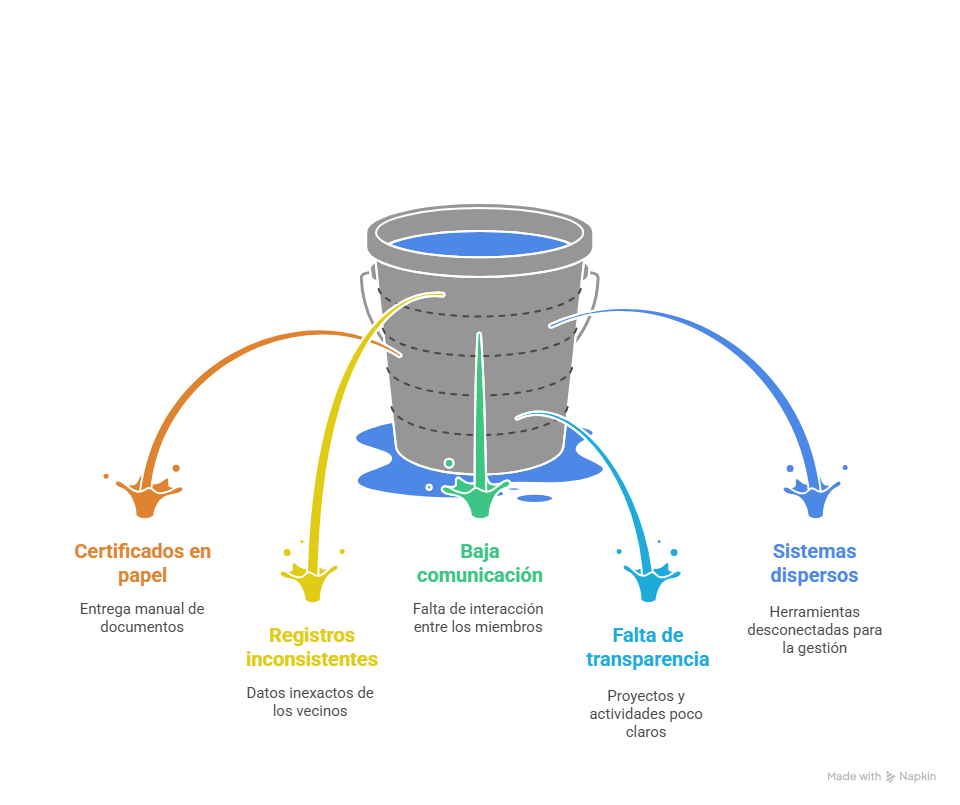 Certificados en
papel
Entrega manual de
documentos
Registros
inconsistentes
Datos inexactos de
los vecinos
Baja
comunicación
Falta de interacción
entre los miembros
Falta de
transparencia
Proyectos y
actividades poco
claros
Sistemas
dispersos
Herramientas
desconectadas para
la gestión
Made with Napkin